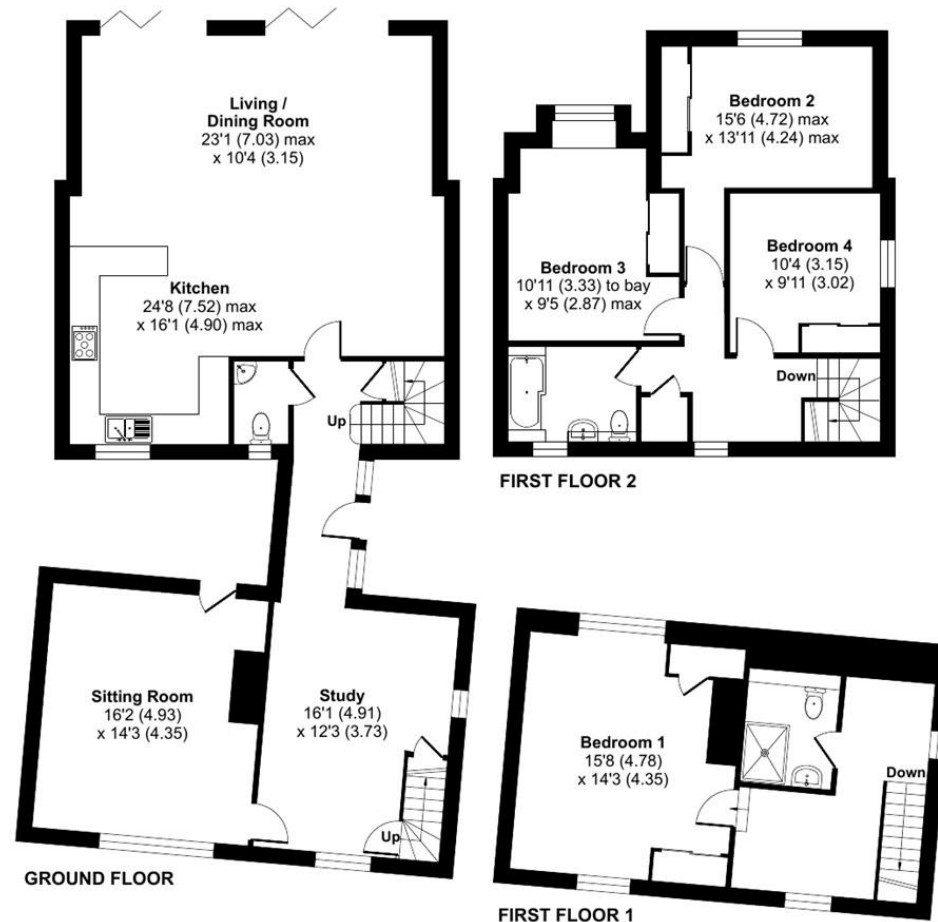 Living /
Dining Room
23'1 (7.03) max
x 10'4 (3.15)
Kitchen
24'8 (7.52) max
x 16'1 (4.90) max
Up
Sitting Room
16'2 (4.93)
x 14'3 (4.35)
Study
16'1 (4.91)
x 12'3 (3.73)
Up
GROUND FLOOR
Bedroom 2
15'6 (4.72) max
x 13'11 (4.24) max
Bedroom 4
10'4 (3.15)
x 9'11 (3.02)
Bedroom 3
10'11 (3.33) to bay
x 9'5 (2.87) max
Down
FIRST FLOOR 2
Bedroom 1
15'8 (4.78)
x 14'3 (4.35)
Down
FIRST FLOOR 1